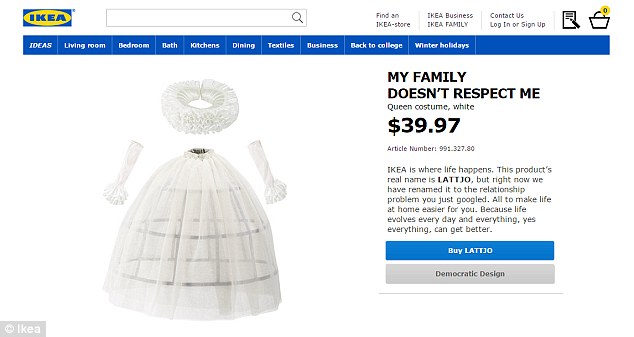 IKEA
Find an
IKEA-store
IKEA Business
IKEA FAMILY
Contact Us
Log In or Sign Up
0
IDEAS
Living room
Bedroom
Bath
Kitchens
Dining
Textiles
Business
Back to college
Winter holidays
MY FAMILY
DOESN'T RESPECT ME
Queen costume, white
$39.97
Article Number: 991.327.80
IKEA is where life happens. This product's
real name is LATTJO, but right now we
have renamed it to the relationship
problem you just googled. All to make life
at home easier for you. Because life
evolves every day and everything, yes
everything, can get better.
Buy LATTJO
Democratic Design
© Ikea